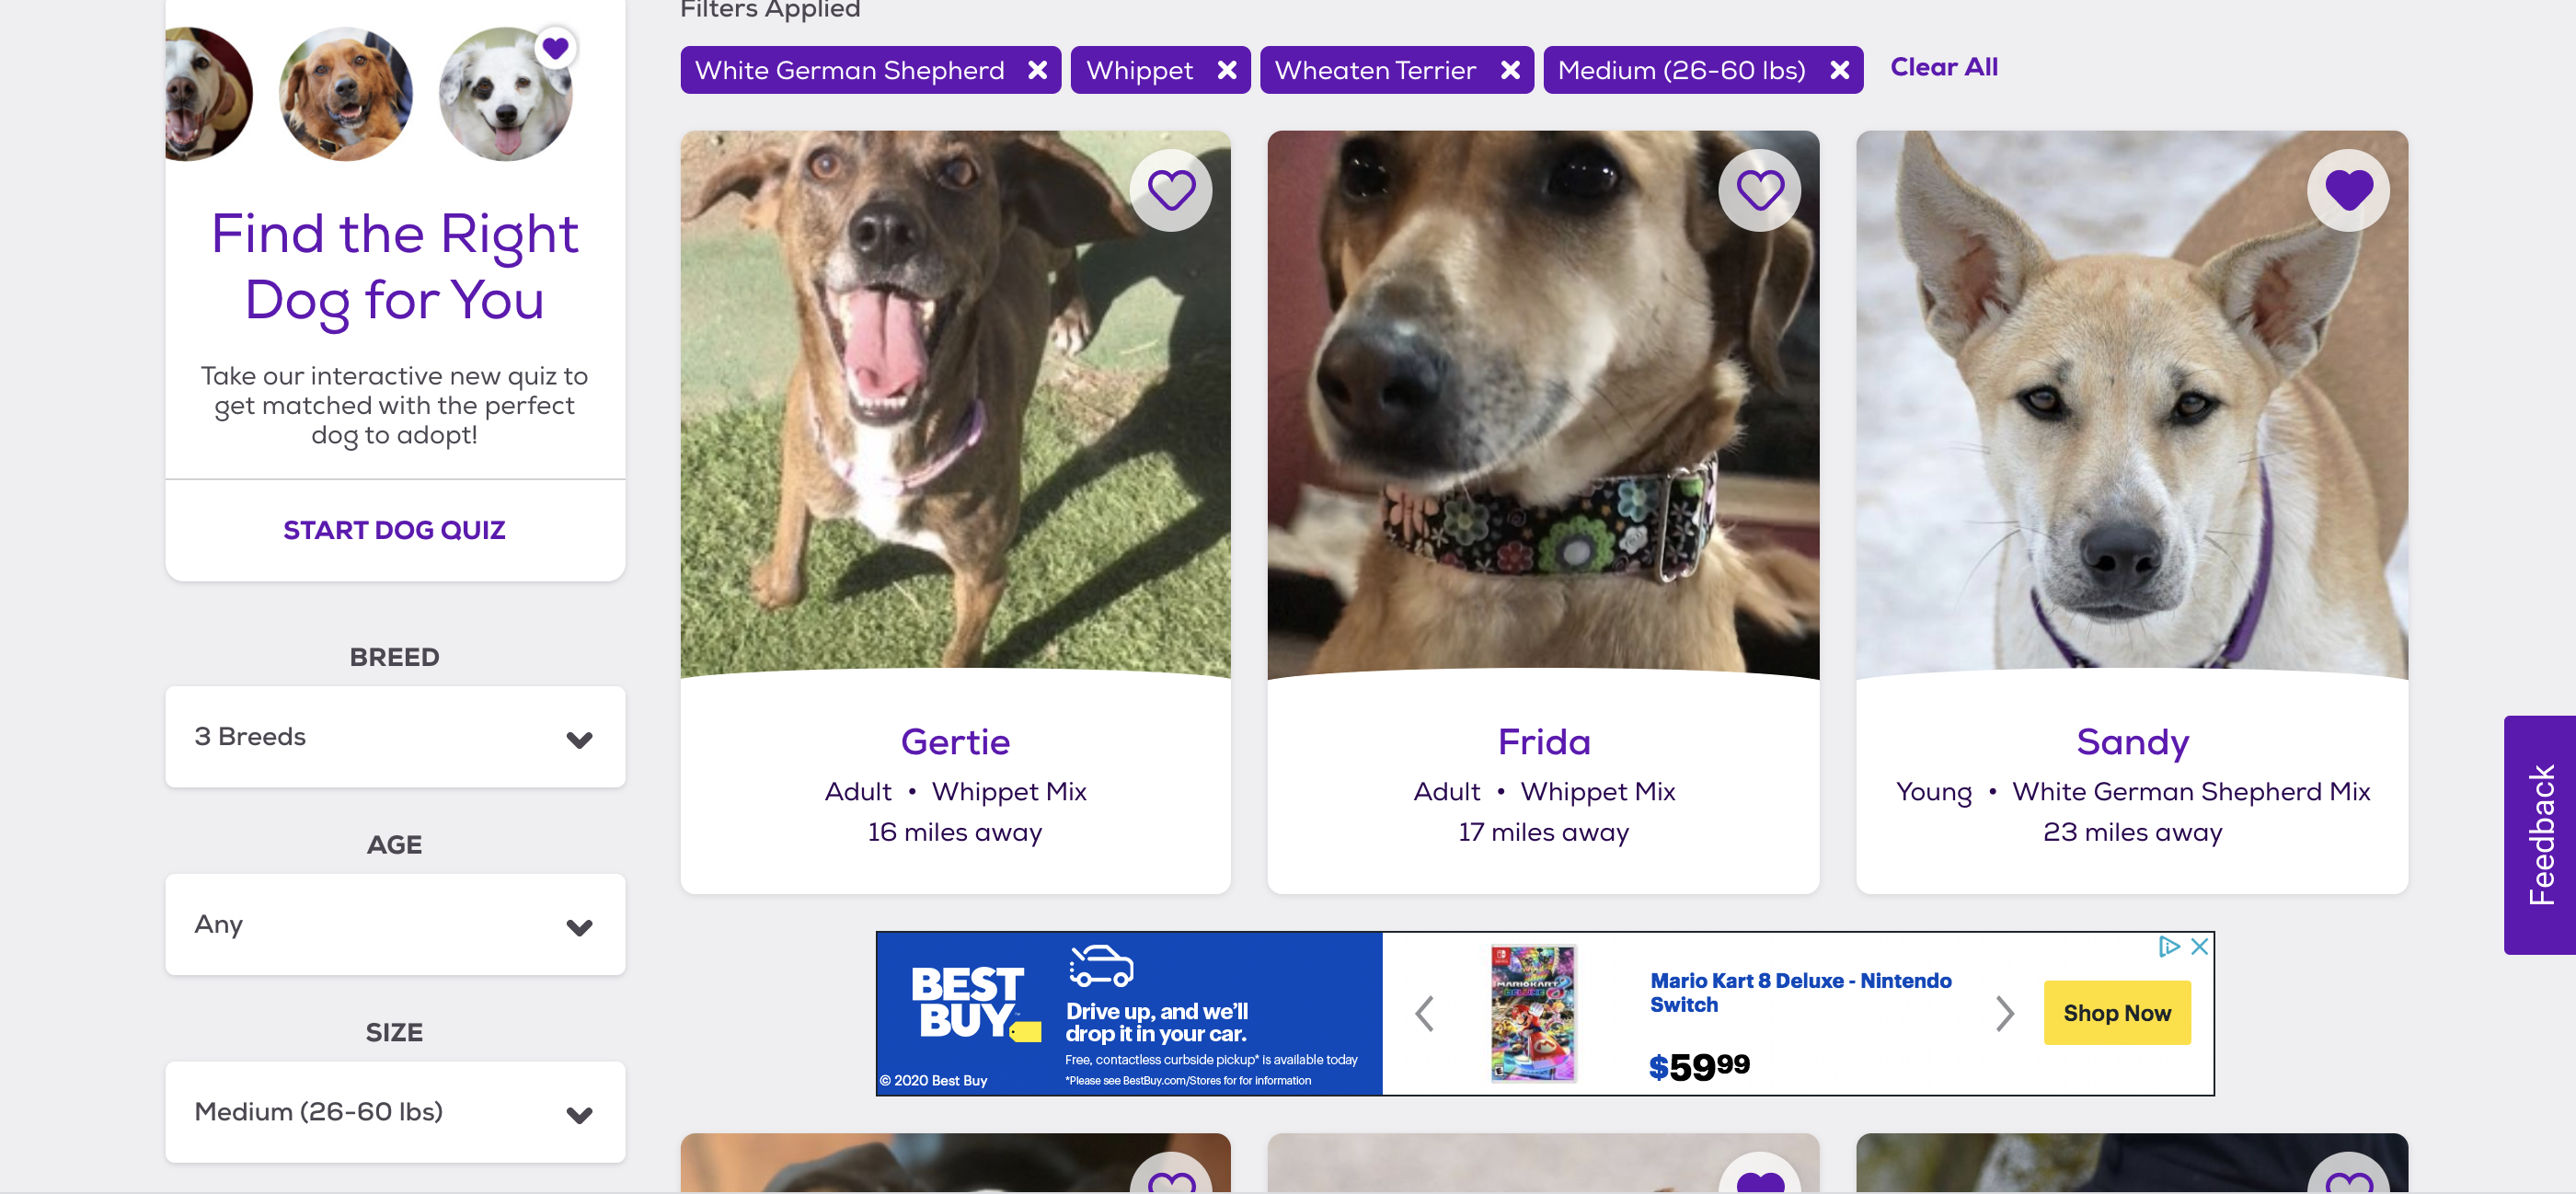 Filters Applied
White German Shepherd
Whippet
Wheaten Terrier
Medium (26-60 lbs)
Clear All
Find the Right
Dog for You
Take our interactive new quiz to
get matched with the perfect
dog to adopt!
START DOG QUIZ
BREED
3 Breeds
AGE
Any
SIZE
Medium (26-60 lbs)
Gertie
Adult • Whippet Mix
16 miles away
Frida
Adult • Whippet Mix
17 miles away
Sandy
Young • White German Shepherd Mix
23 miles away
BEST
BUY
Drive up, and we'll
drop it in your car.
Free, contactless curbside pickup* is available today
*Please see BestBuy.com/Stores for for information
© 2020 Best Buy
MARIOKART
8
DELUXE
Mario Kart 8 Deluxe - Nintendo
Switch
$5999
Shop Now
Feedback